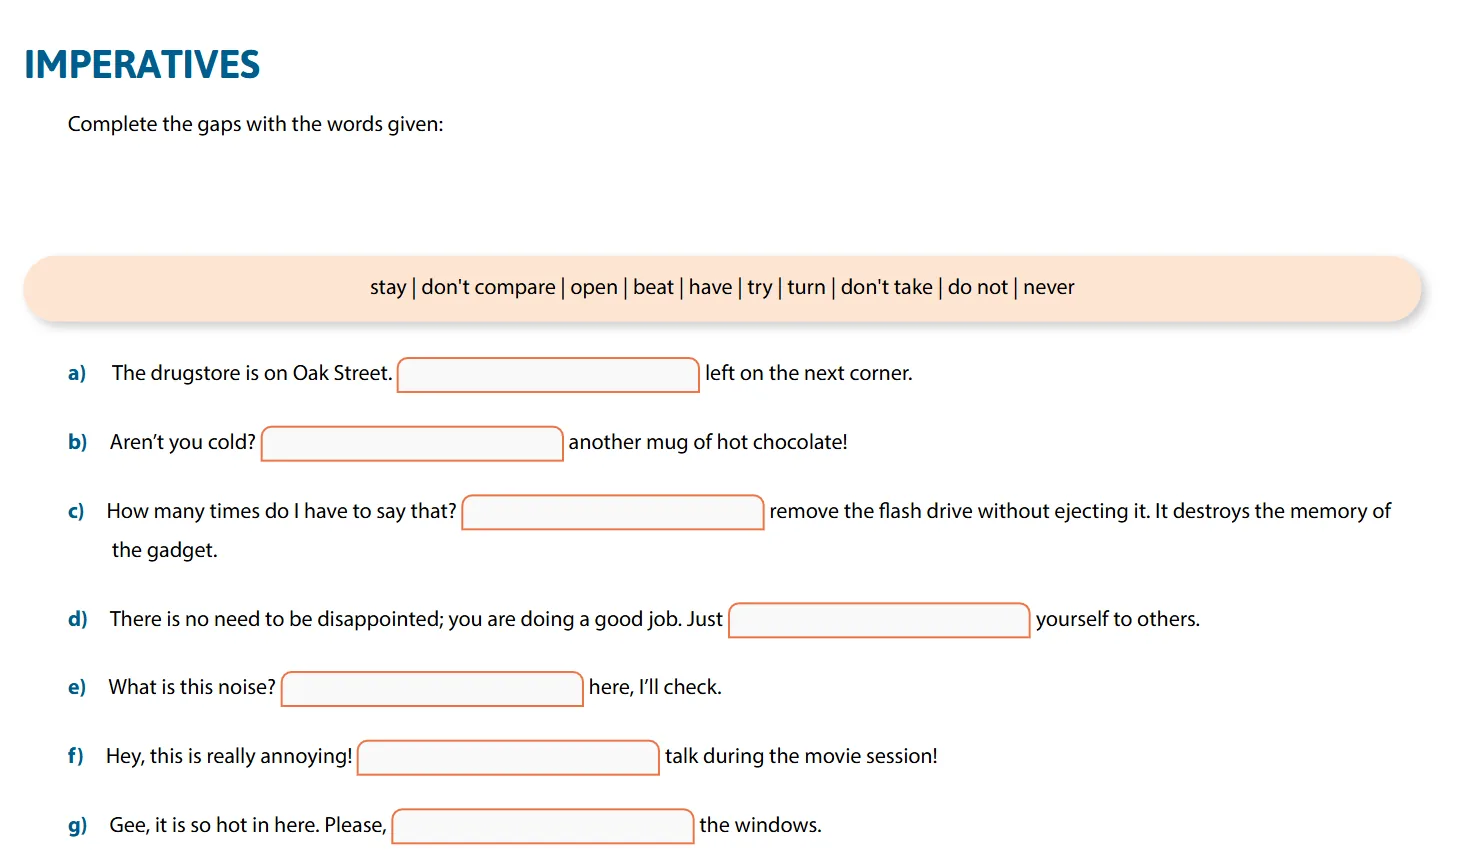 IMPERATIVES
Complete the gaps with the words given:
stay | don't compare | open | beat | have | try | turn | don't take | do not | never
a) The drugstore is on Oak Street. left on the next corner.
b) Aren’t you cold? another mug of hot chocolate!
c) How many times do I have to say that? remove the flash drive without ejecting it. It destroys the memory of
the gadget.
d) There is no need to be disappointed; you are doing a good job. Just yourself to others.
e) What is this noise? here, I’ll check.
f) Hey, this is really annoying! talk during the movie session!
g) Gee, it is so hot in here. Please, the windows.